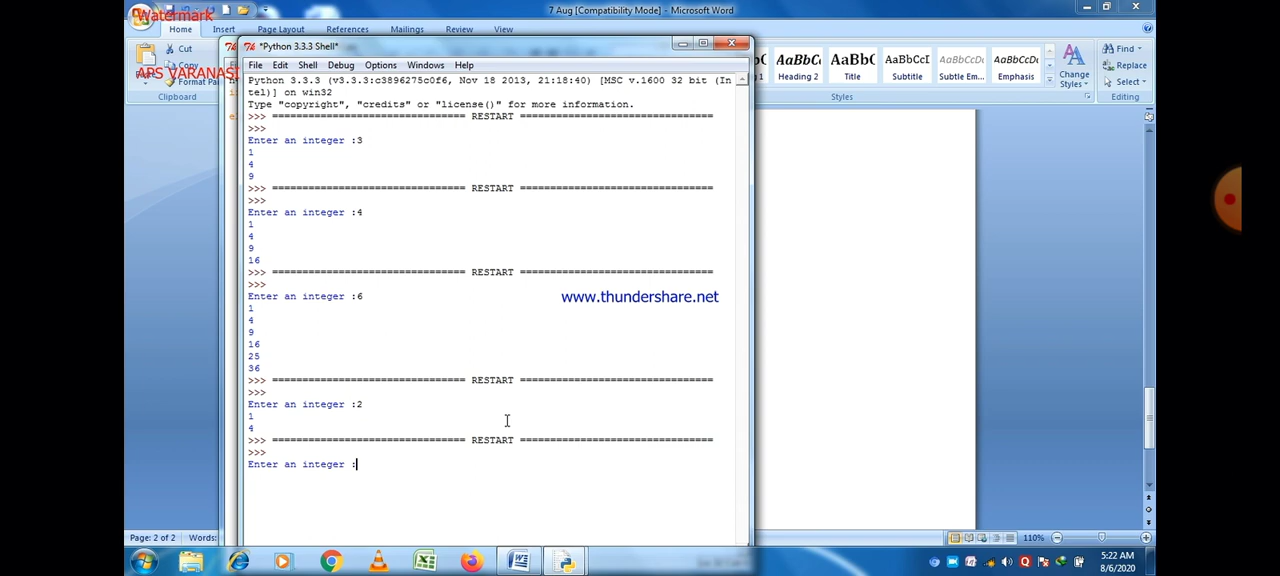 7 Aug [Compatibility Mode] - Microsoft Word
Watermark
Home Insert Page Layout References Mailings Review View
Cut
Copy
Format Pai
Clipboard
APS VARANASI
*Python 3.3.3 Shell*
File Edit Shell Debug Options Windows Help
Python 3.3.3 (v3.3.3:c3896275c0f6, Nov 18 2013, 21:18:40) [MSC v.1600 32 bit (In
tel)] on win32
Type "copyright", "credits" or "license()" for more information.
>>> ================================ RESTART ================================
>>>
Enter an integer :3
1
4
9
>>> ================================ RESTART ================================
>>>
Enter an integer :4
1
4
9
16
>>> ================================ RESTART ================================
>>>
Enter an integer :6
1
4
9
16
25
36
>>> ================================ RESTART ================================
>>>
Enter an integer :2
1
4
>>> ================================ RESTART ================================
>>>
Enter an integer :
www.thundershare.net
AaBbC AaB AaBbCcI AaBbCcDc AaBbCcDc
Heading 2 Title Subtitle Subtle Em... Emphasis
Change
Styles
Styles
Find
Replace
Select
Editing
Page: 2 of 2 Words:
110%
5:22 AM
8/6/2020